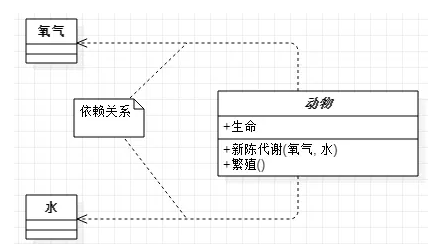 氧气
依赖关系
动物
+生命
+新陈代谢(氧气, 水)
+繁殖()
水